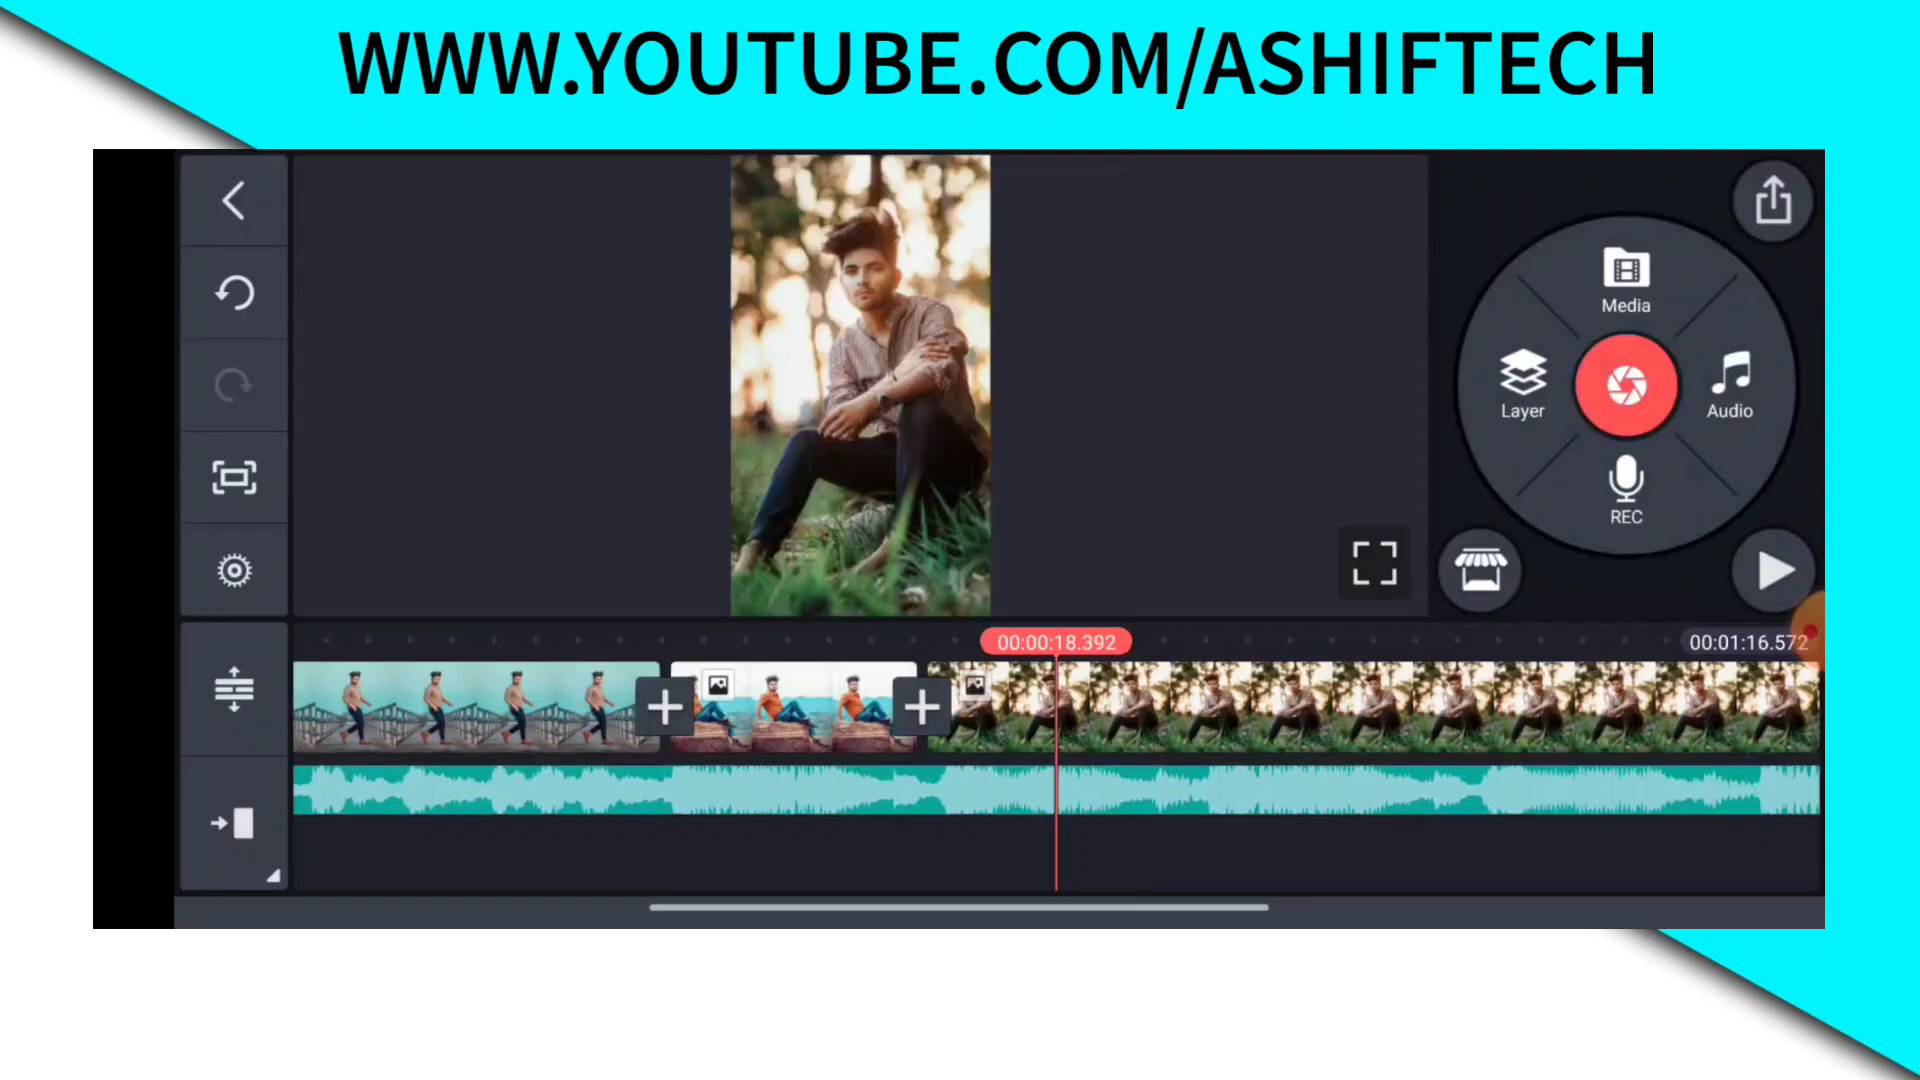 WWW.YOUTUBE.COM/ASHIFTECH
Media
Layer
Audio
REC
00:00:18.392
00:01:16.572